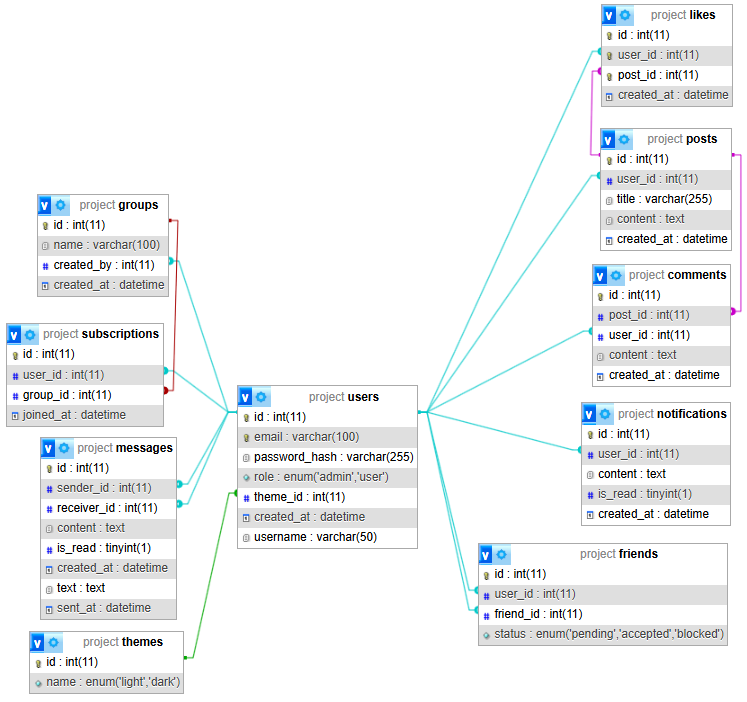 project likes
id : int(11)
user_id : int(11)
post_id : int(11)
created_at : datetime
project posts
id : int(11)
user_id : int(11)
title : varchar(255)
content : text
created_at : datetime
project groups
id : int(11)
name : varchar(100)
created_by : int(11)
created_at : datetime
project comments
id : int(11)
post_id : int(11)
user_id : int(11)
content : text
created_at : datetime
project subscriptions
id : int(11)
user_id : int(11)
group_id : int(11)
joined_at : datetime
project users
id : int(11)
email : varchar(100)
password_hash : varchar(255)
role : enum('admin','user')
theme_id : int(11)
created_at : datetime
username : varchar(50)
project notifications
id : int(11)
user_id : int(11)
content : text
is_read : tinyint(1)
created_at : datetime
project messages
id : int(11)
sender_id : int(11)
receiver_id : int(11)
content : text
is_read : tinyint(1)
created_at : datetime
text : text
sent_at : datetime
project friends
id : int(11)
user_id : int(11)
friend_id : int(11)
status : enum('pending','accepted','blocked')
project themes
id : int(11)
name : enum('light','dark')